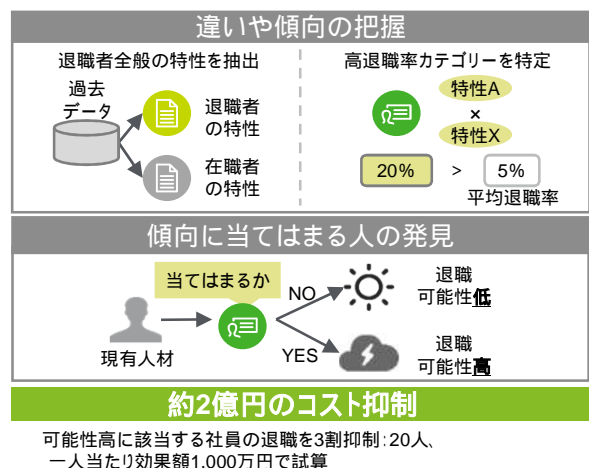 違いや傾向の把握
退職者全般の特性を抽出
過去
データ
退職者
の特性
在職者
の特性
高退職率カテゴリーを特定
特性A
×
特性X
20%
>
5%
平均退職率
傾向に当てはまる人の発見
当てはまるか
現有人材
NO
退職
可能性低
YES
退職
可能性高
約2億円のコスト抑制
可能性高に該当する社員の退職を3割抑制：20人、
一人当たり効果額1,000万円で試算